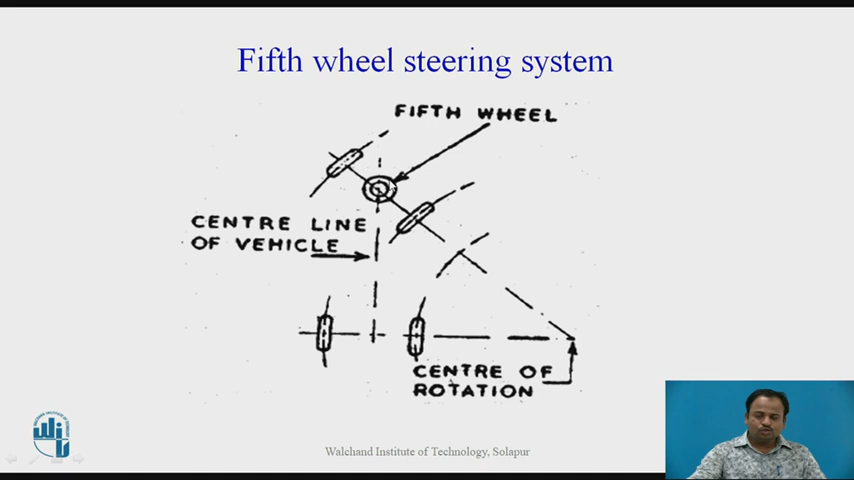 Fifth wheel steering system
FIFTH WHEEL
CENTRE LINE
OF VEHICLE
CENTRE OF
ROTATION
Walchand Institute of Technology, Solapur